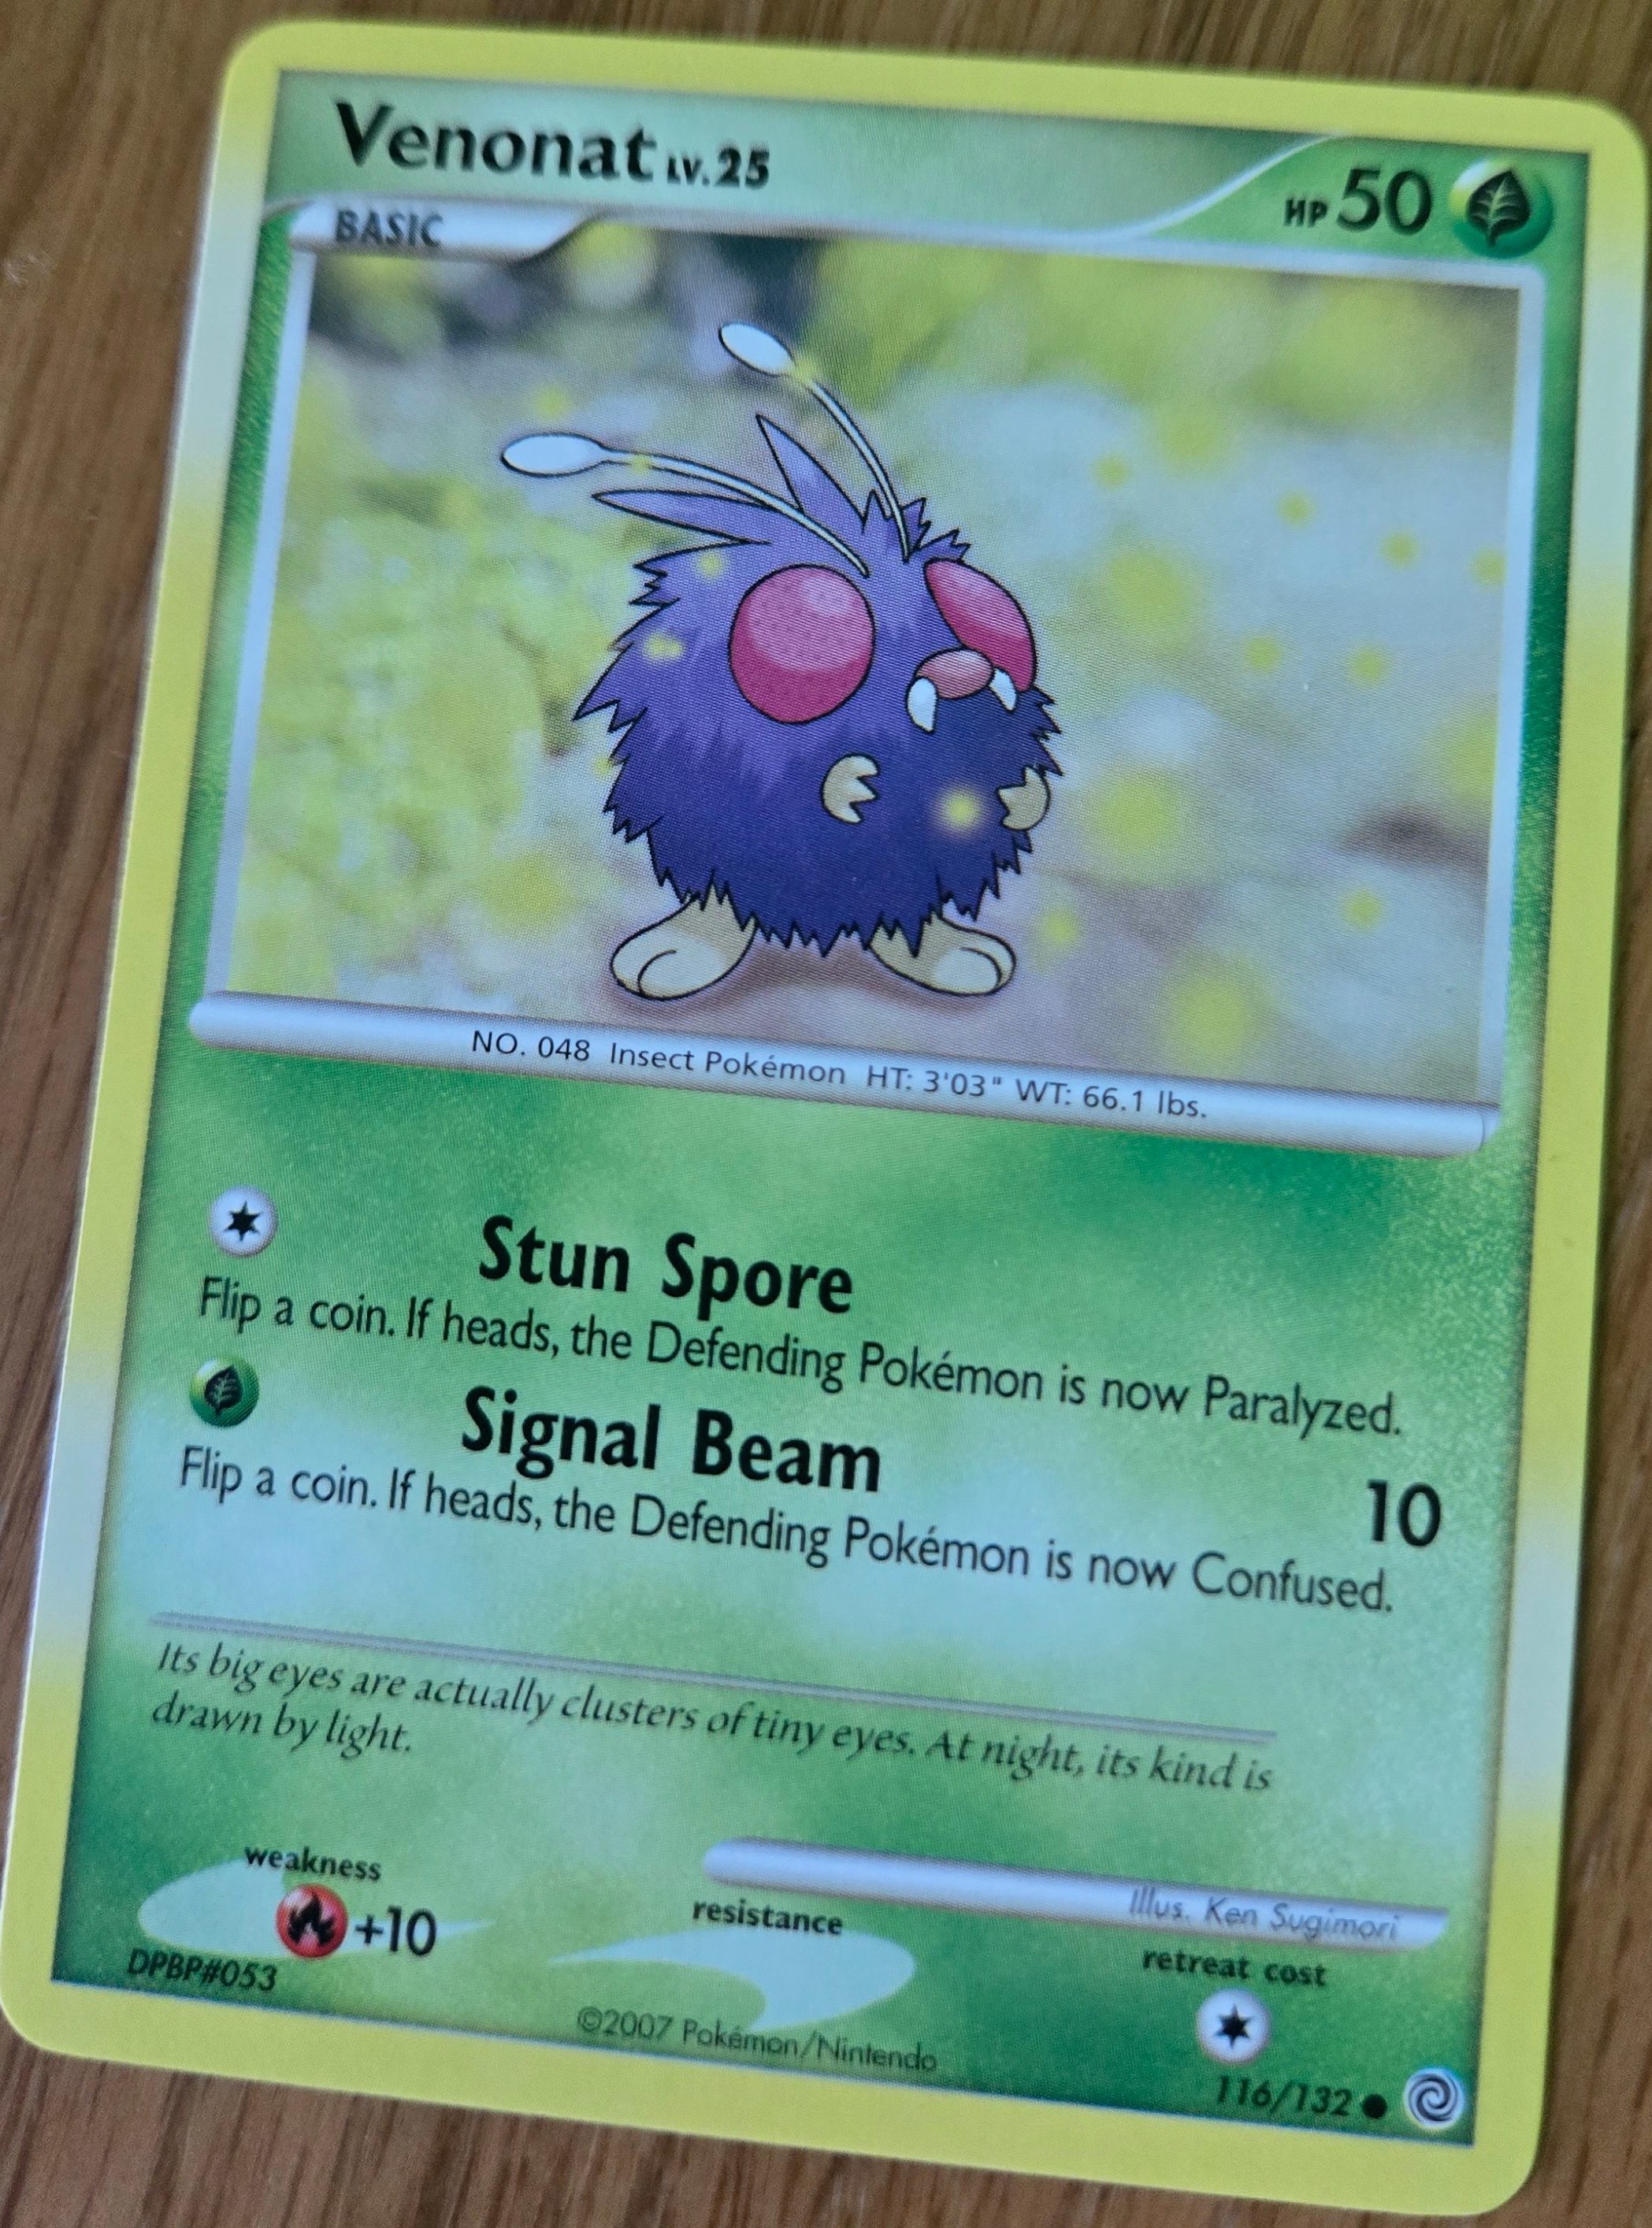 Venonat LV.25
HP 50
BASIC
NO. 048 Insect Pokémon HT: 3'03" WT: 66.1 lbs.
Stun Spore
Flip a coin. If heads, the Defending Pokémon is now Paralyzed.
Signal Beam 10
Flip a coin. If heads, the Defending Pokémon is now Confused.
Its big eyes are actually clusters of tiny eyes. At night, its kind is
drawn by light.
Illus. Ken Sugimori
weakness
+10
resistance
retreat cost
DPBP#053
©2007 Pokémon/Nintendo
116/132